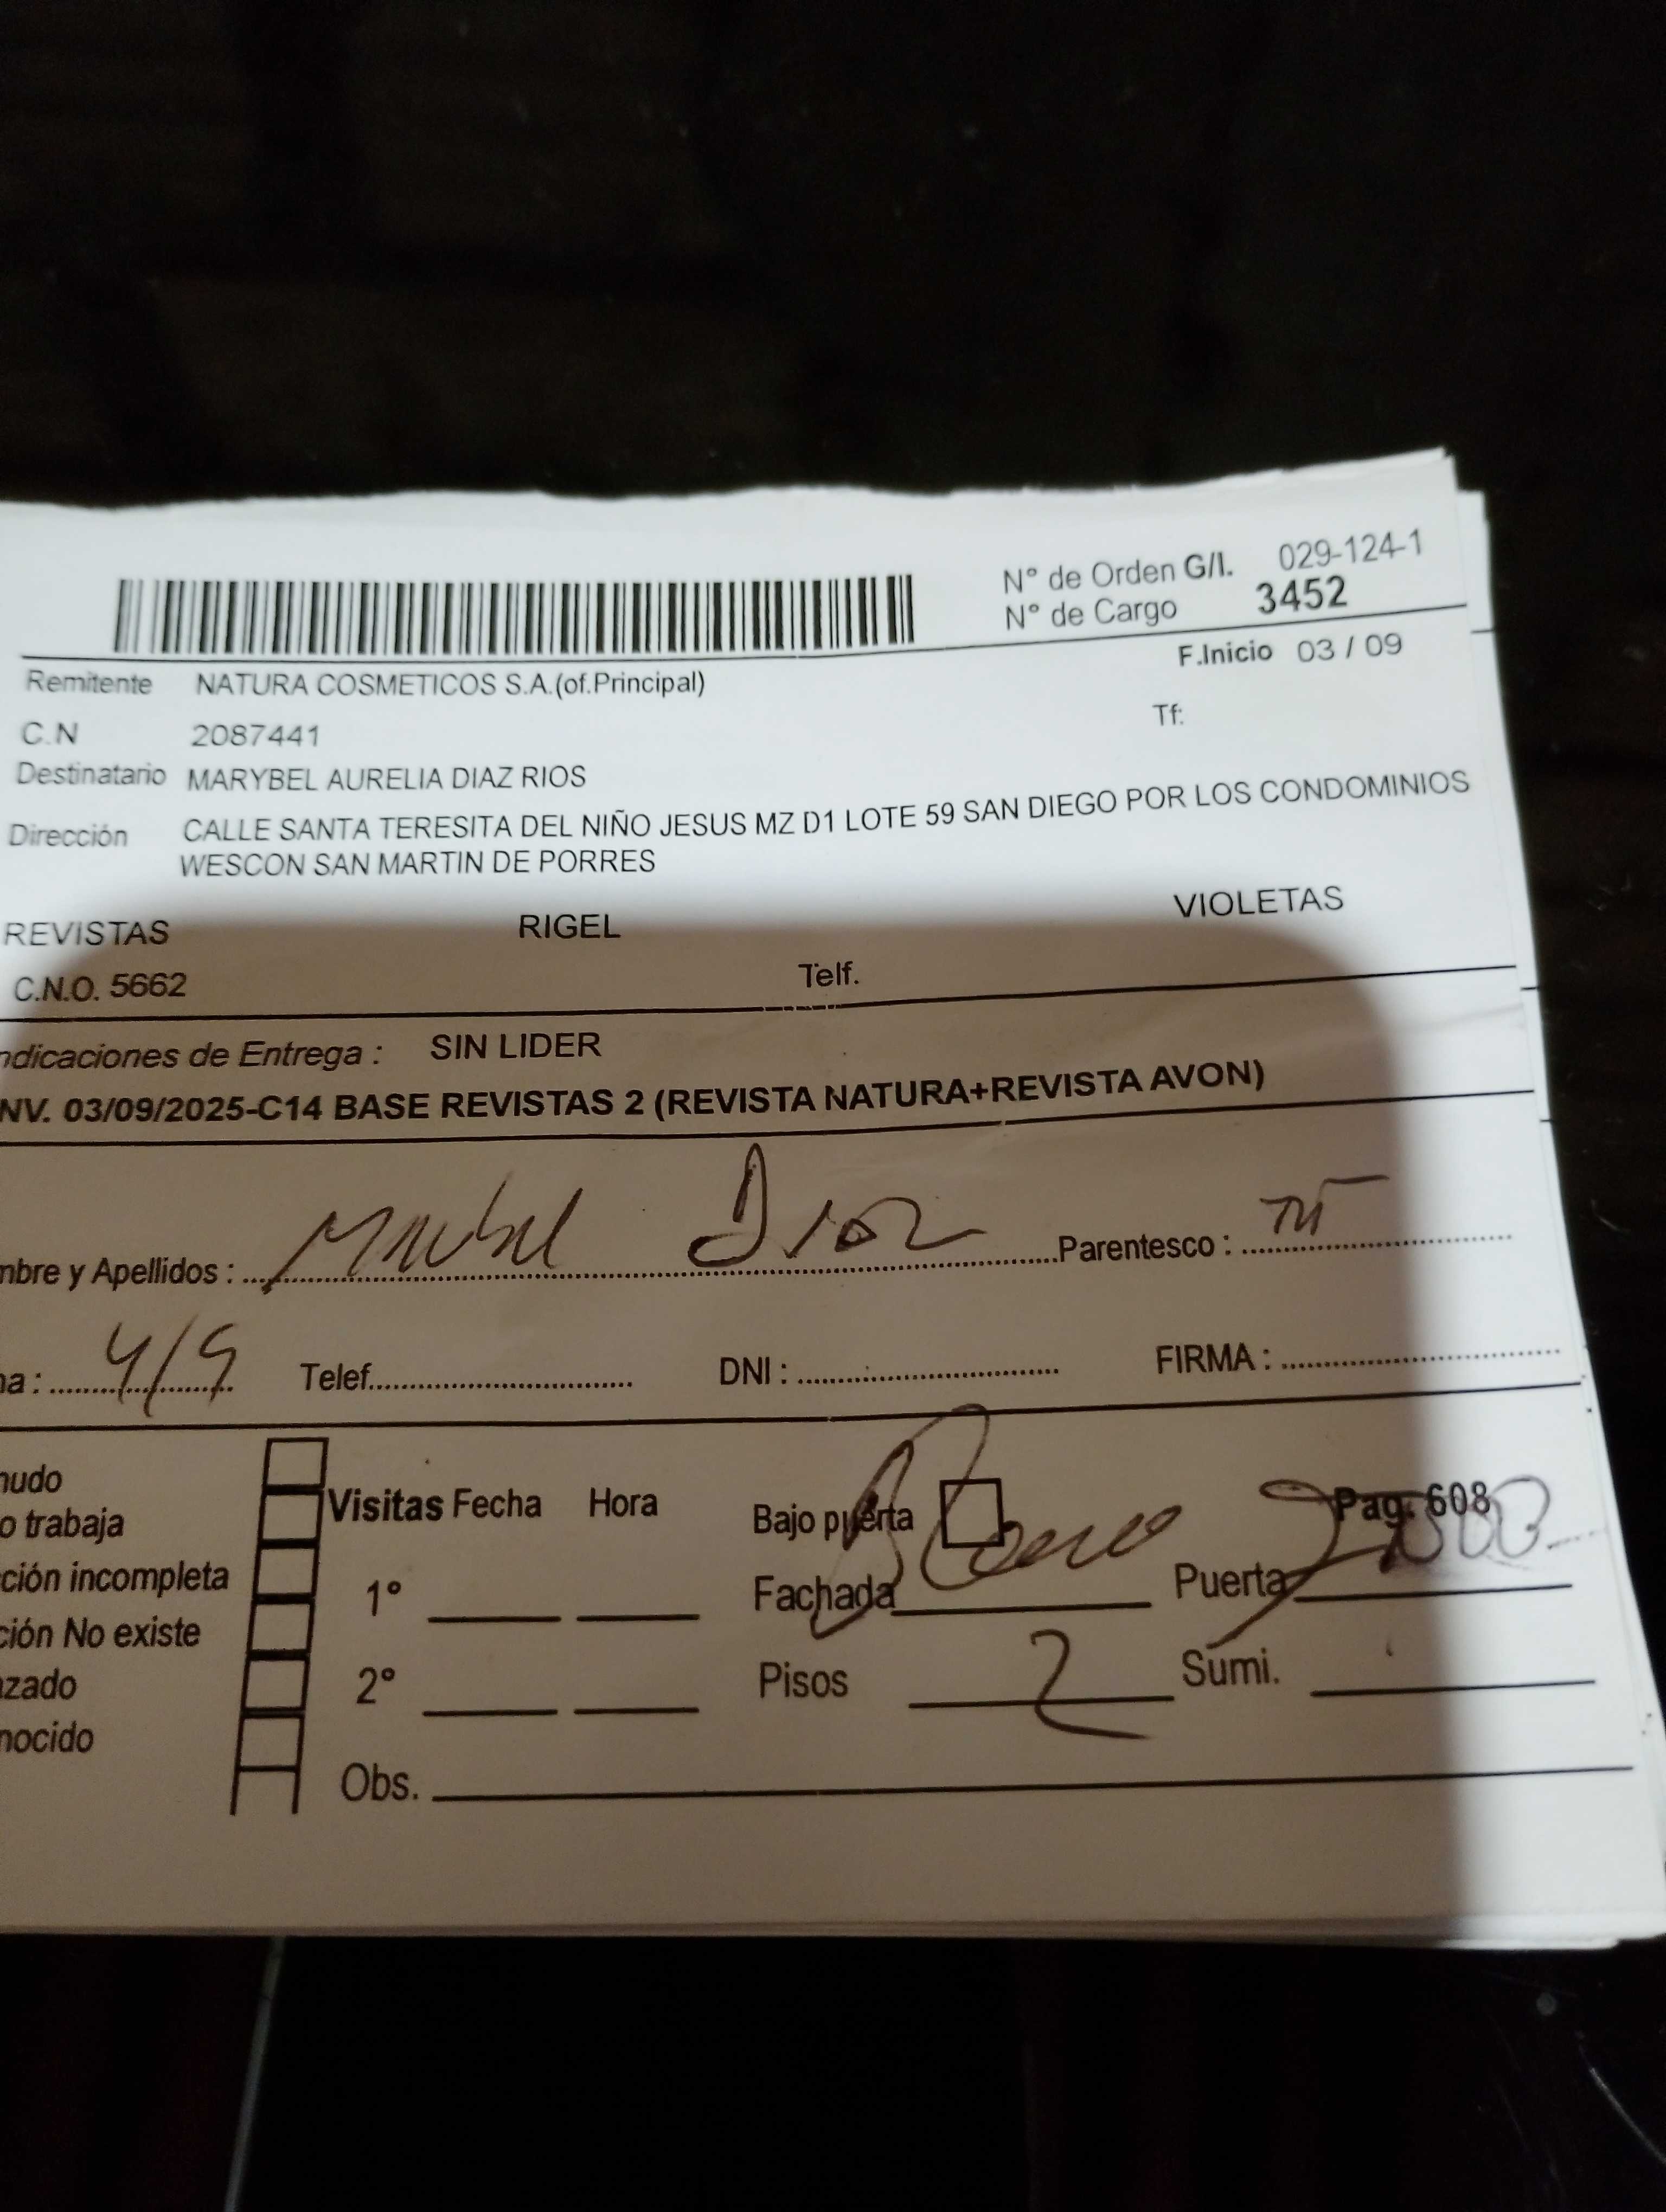 N° de Orden G/I. 029-124-1
N° de Cargo 3452
F.Inicio 03 / 09
Remitente NATURA COSMETICOS S.A.(of.Principal)
Tf:
C.N 2087441
Destinatario MARYBEL AURELIA DIAZ RIOS
Dirección CALLE SANTA TERESITA DEL NIÑO JESUS MZ D1 LOTE 59 SAN DIEGO POR LOS CONDOMINIOS
WESCON SAN MARTIN DE PORRES
REVISTAS RIGEL VIOLETAS
C.N.O. 5662 Telf.
ndicaciones de Entrega : SIN LIDER
NV. 03/09/2025-C14 BASE REVISTAS 2 (REVISTA NATURA+REVISTA AVON)
mbre y Apellidos : Diaz Parentesco :
na : 4/9 Telef. DNI : FIRMA :
nudo
Visitas Fecha Hora Bajo puerta Pag. 608
o trabaja
ción incompleta 1° Fachada Puerta
ción No existe
zado 2° Pisos 2 Sumi.
nocido
Obs.